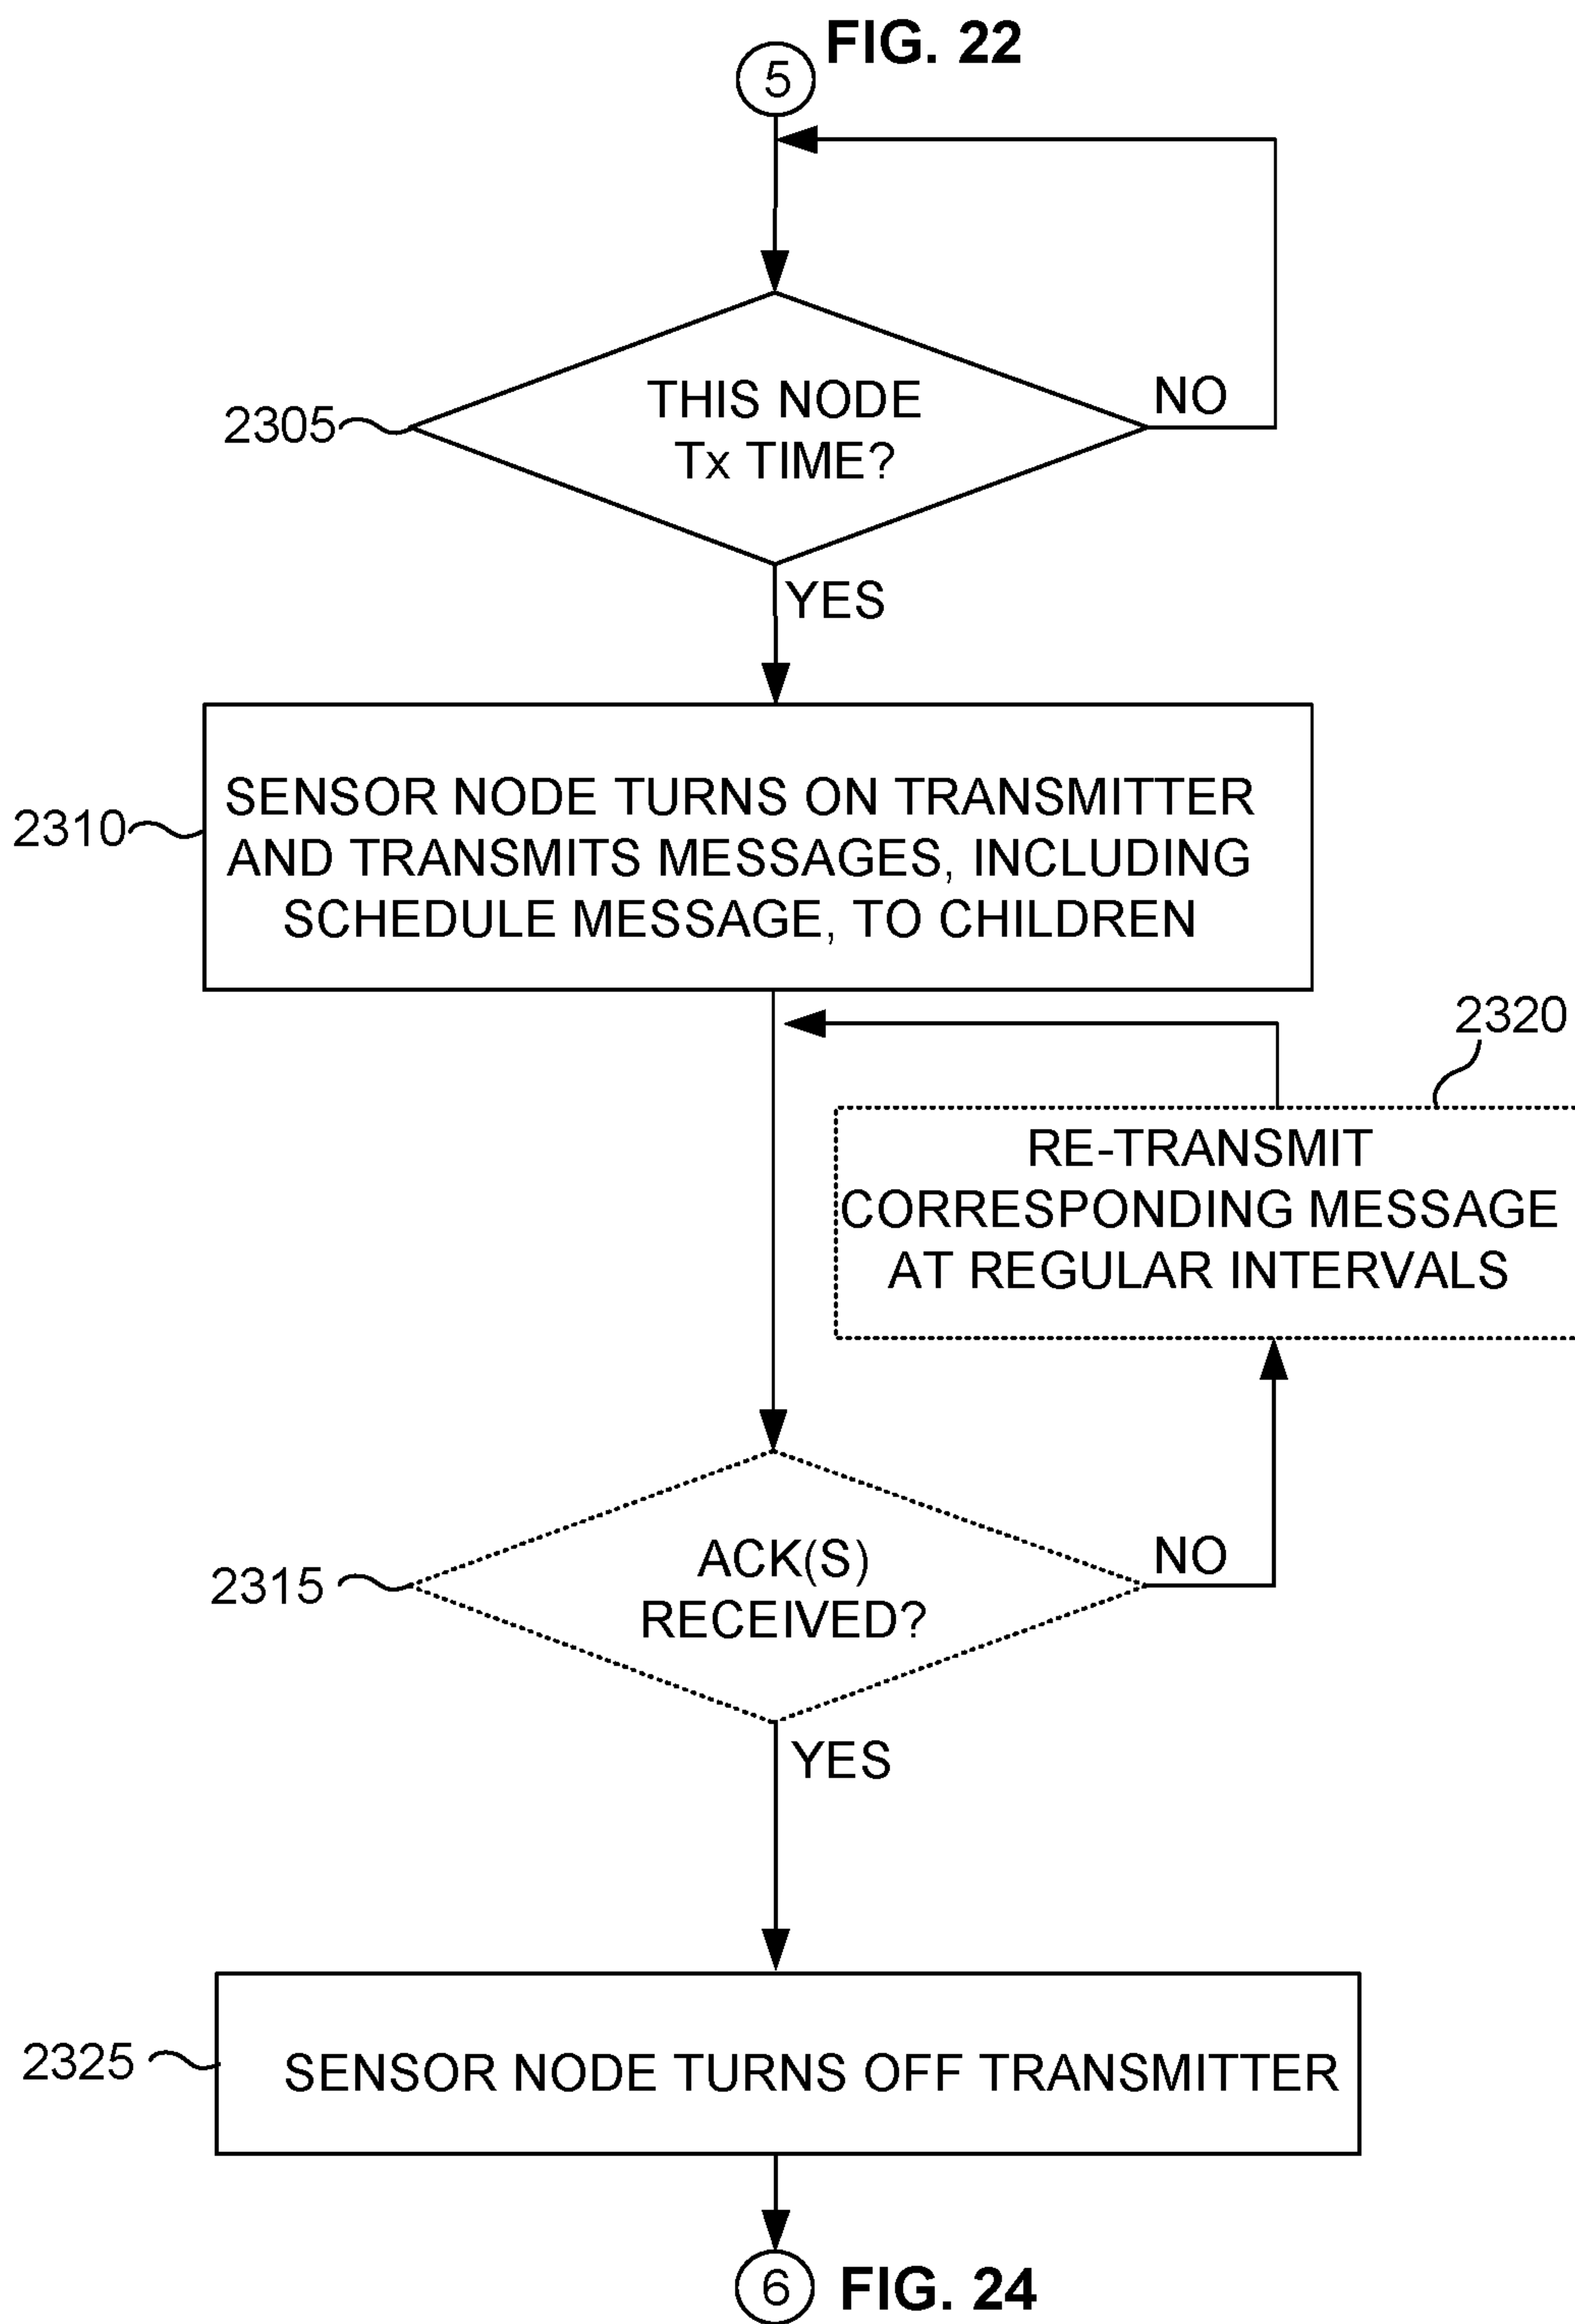 FIG. 22
5
THIS NODE
Tx TIME?
NO
2305
YES
SENSOR NODE TURNS ON TRANSMITTER
AND TRANSMITS MESSAGES, INCLUDING
SCHEDULE MESSAGE, TO CHILDREN
2310
2320
RE-TRANSMIT
CORRESPONDING MESSAGE
AT REGULAR INTERVALS
ACK(S)
RECEIVED?
NO
2315
YES
2325
SENSOR NODE TURNS OFF TRANSMITTER
6
FIG. 24